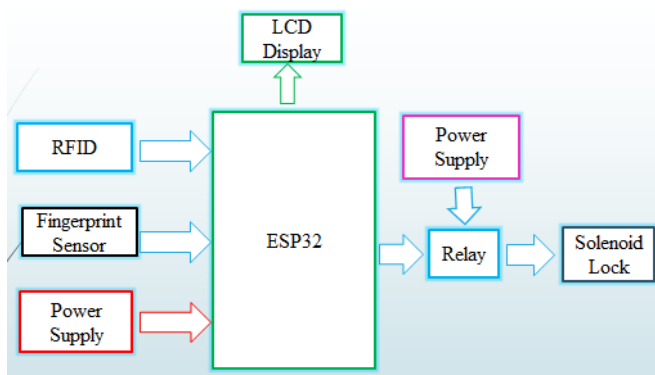 LCD
Display
RFID
Power
Supply
Fingerprint
Sensor
ESP32
Relay
Solenoid
Lock
Power
Supply